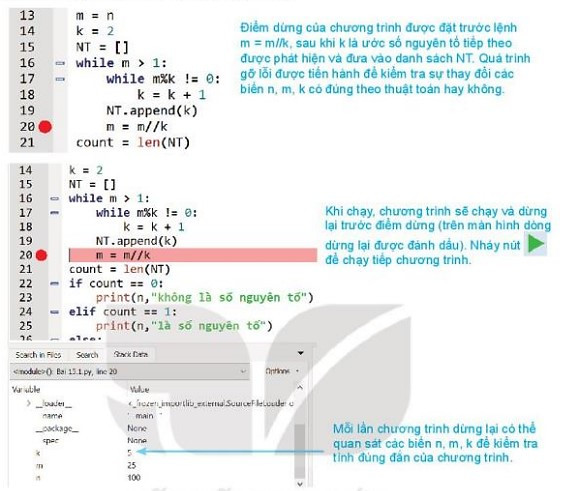 13 m = n
14 k = 2
15 NT = []
16 while m > 1:
17 while m%k != 0:
18 k = k + 1
19 NT.append(k)
20 m = m//k
21 count = len(NT)
Điểm dừng của chương trình được đặt trước lệnh
m = m//k, sau khi k là ước số nguyên tố tiếp theo
được phát hiện và đưa vào danh sách NT. Quá trình
gỡ lỗi được tiến hành để kiểm tra sự thay đổi các
biến n, m, k có đúng theo thuật toán hay không.
14 k = 2
15 NT = []
16 while m > 1:
17 while m%k != 0:
18 k = k + 1
19 NT.append(k)
20 m = m//k
21 count = len(NT)
22 if count == 0:
23 print(n,"không là số nguyên tố")
24 elif count == 1:
25 print(n,"là số nguyên tố")
26 else:
Khi chạy, chương trình sẽ chạy và dừng
lại trước điểm dừng (trên màn hình dòng
dừng lại được đánh dấu). Nháy nút
để chạy tiếp chương trình.
Search in Files Search Stack Data
<module>(): Bai 15.1.py, line 20 Options
Variable Value
__loader__ <_frozen_importlib_external.SourceFileLoader o
name '__main__'
__package__ None
spec None
k 5
m 25
n 100
Mỗi lần chương trình dừng lại có thể
quan sát các biến n, m, k để kiểm tra
tính đúng đắn của chương trình.